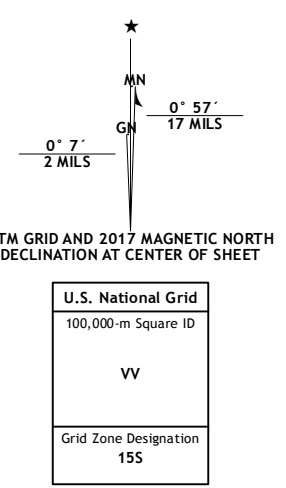 ★
MN
0° 57´
17 MILS
GN
0° 7´
2 MILS
TM GRID AND 2017 MAGNETIC NORTH
DECLINATION AT CENTER OF SHEET
U.S. National Grid
100,000-m Square ID
VV
Grid Zone Designation
15S